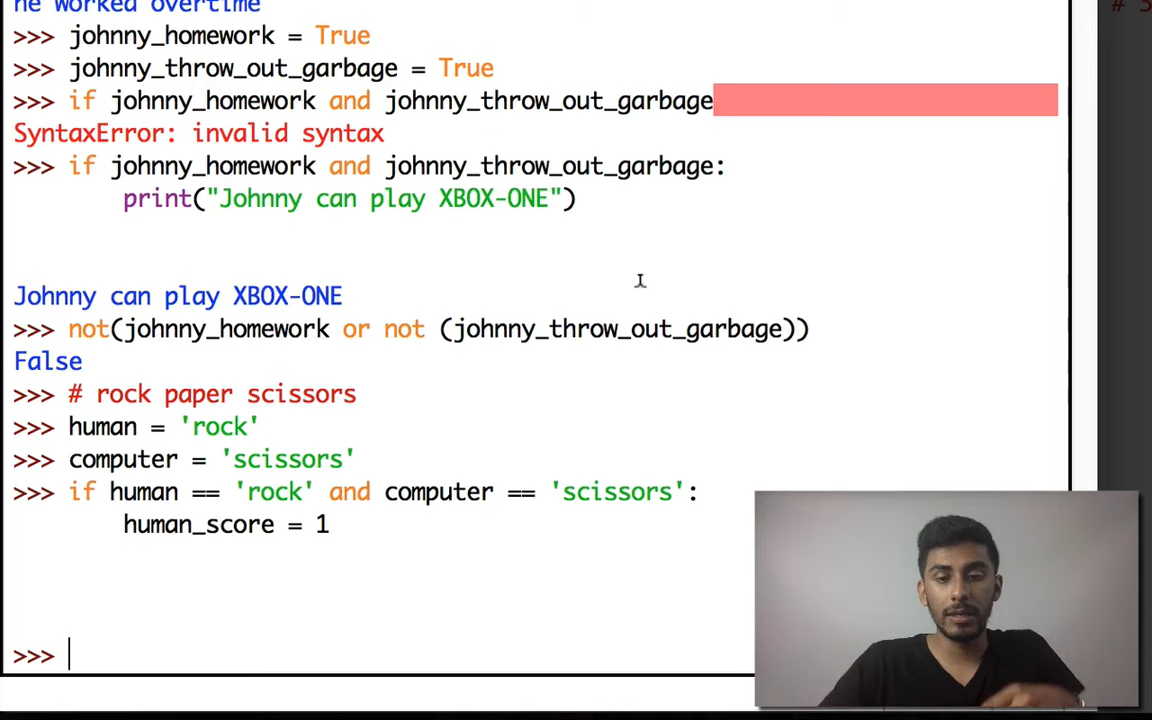 he worked overtime
# 3
>>> johnny_homework = True
>>> johnny_throw_out_garbage = True
>>> if johnny_homework and johnny_throw_out_garbage
SyntaxError: invalid syntax
>>> if johnny_homework and johnny_throw_out_garbage:
print("Johnny can play XBOX-ONE")
Johnny can play XBOX-ONE
>>> not(johnny_homework or not (johnny_throw_out_garbage))
False
>>> # rock paper scissors
>>> human = 'rock'
>>> computer = 'scissors'
>>> if human == 'rock' and computer == 'scissors':
human_score = 1
>>>